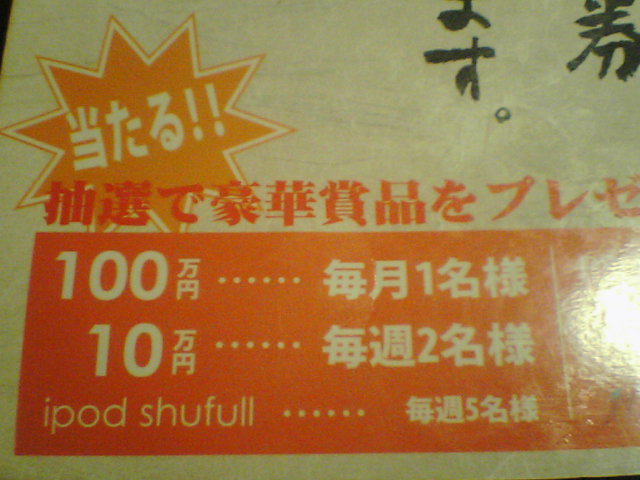 券
ます。
当たる!!
抽選で豪華賞品をプレゼ
100万円……毎月1名様
10万円……毎週2名様
ipod shufull ……毎週5名様